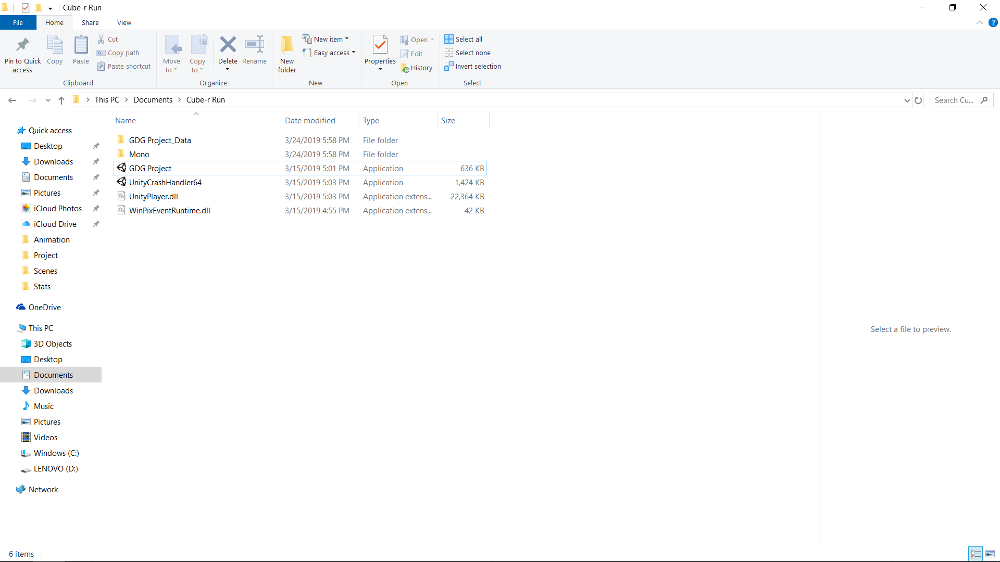 Cube-r Run
File Home Share View
Pin to Quick access
Copy
Paste
Cut
Copy path
Paste shortcut
Clipboard
Move to
Copy to
Delete
Rename
Organize
New folder
New item
Easy access
New
Properties
Open
Edit
History
Open
Select all
Select none
Invert selection
Select
This PC > Documents > Cube-r Run
Search Cu...
Name Date modified Type Size
GDG Project_Data 3/24/2019 5:58 PM File folder
Mono 3/24/2019 5:58 PM File folder
GDG Project 3/15/2019 5:01 PM Application 636 KB
UnityCrashHandler64 3/15/2019 5:03 PM Application 1,424 KB
UnityPlayer.dll 3/15/2019 5:03 PM Application extens... 22,364 KB
WinPixEventRuntime.dll 3/15/2019 4:55 PM Application extens... 42 KB
Quick access
Desktop
Downloads
Documents
Pictures
iCloud Photos
iCloud Drive
Animation
Project
Scenes
Stats
OneDrive
This PC
3D Objects
Desktop
Documents
Downloads
Music
Pictures
Videos
Windows (C:)
LENOVO (D:)
Network
Select a file to preview.
6 items